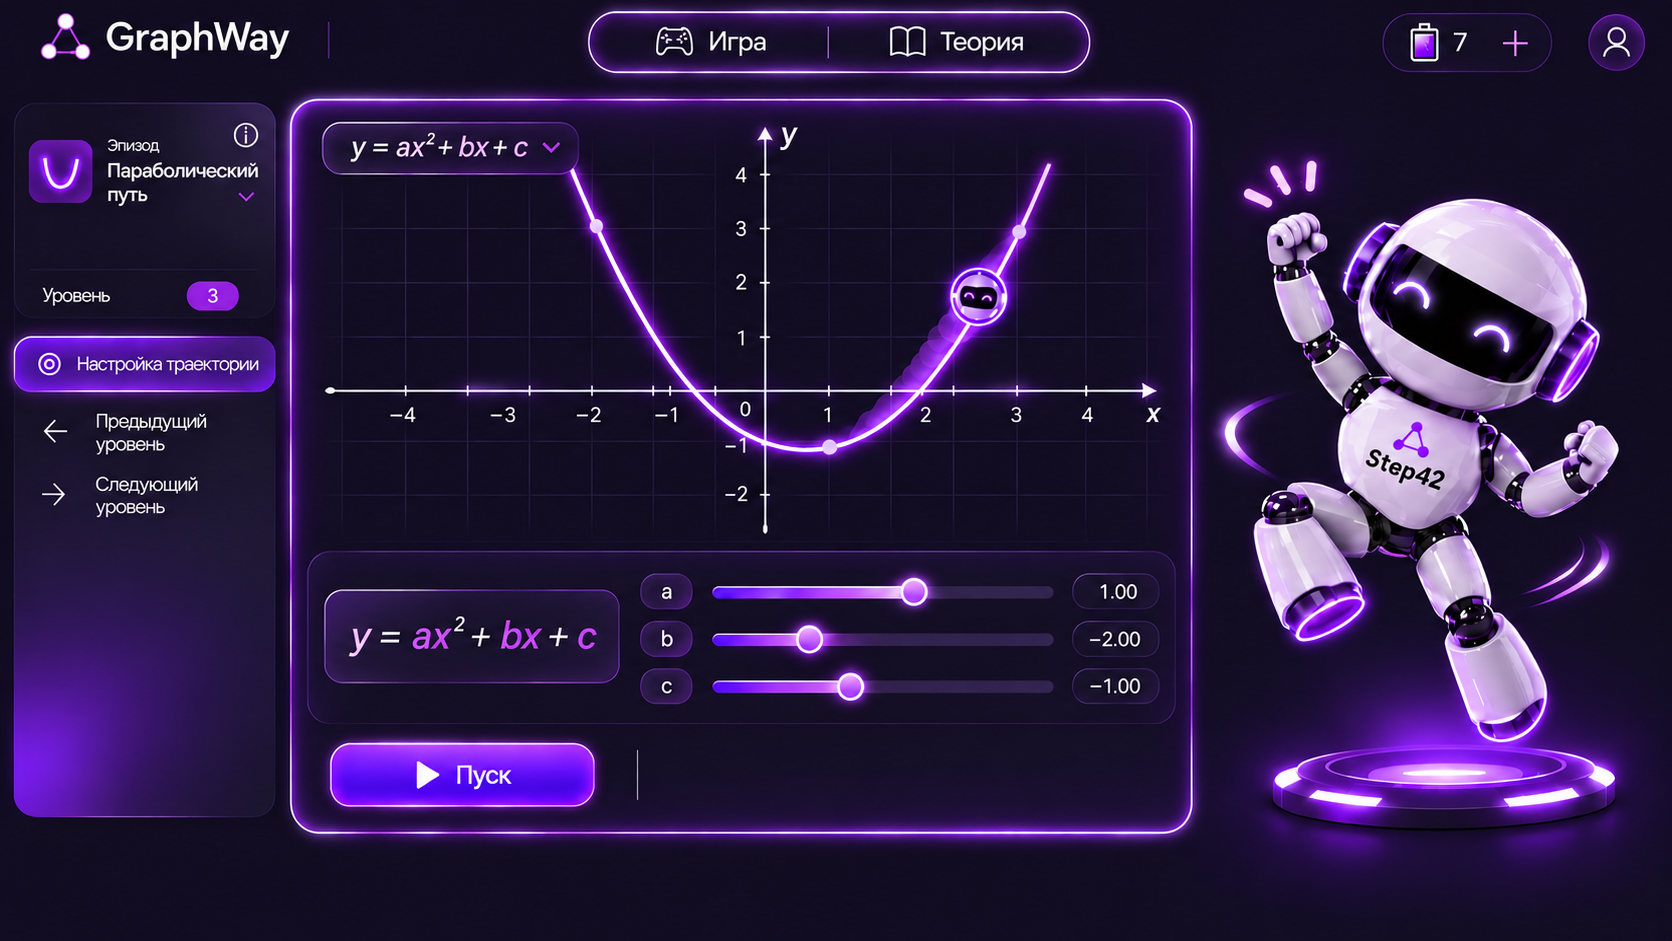 GraphWay
Игра
Теория
7
Эпизод
Параболический
путь
Уровень
3
Настройка траектории
Предыдущий
уровень
Следующий
уровень
y = ax² + bx + c
y
4
3
2
1
0
−1
−2
−4
−3
−2
−1
1
2
3
4
x
y = ax² + bx + c
a
1.00
b
−2.00
c
−1.00
Пуск
Step42